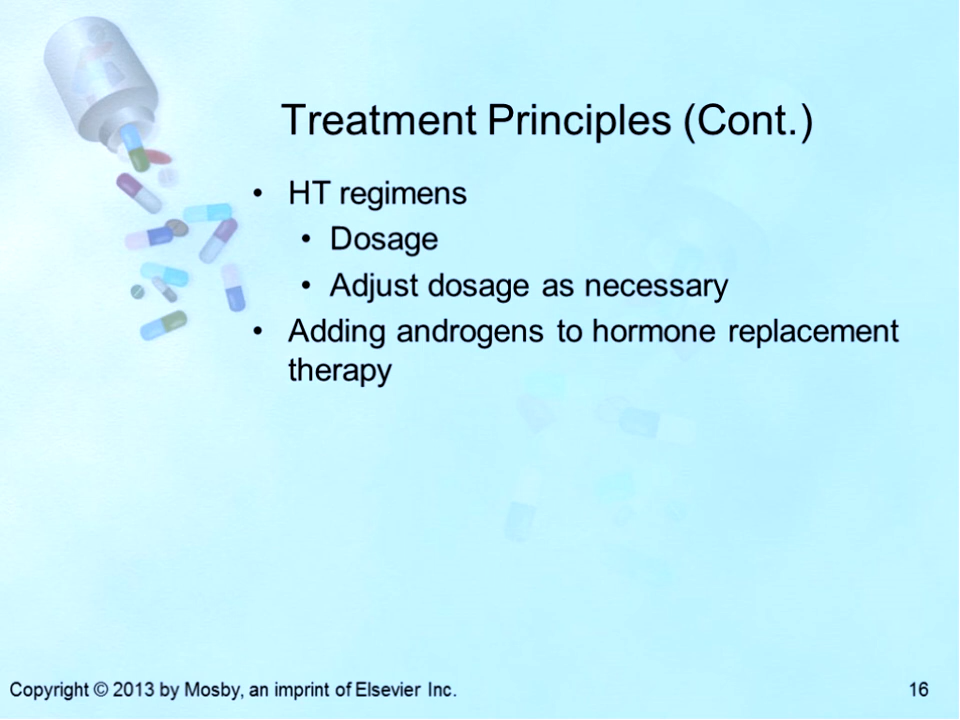 Treatment Principles (Cont.)
• HT regimens
• Dosage
• Adjust dosage as necessary
• Adding androgens to hormone replacement
therapy
Copyright © 2013 by Mosby, an imprint of Elsevier Inc.
16